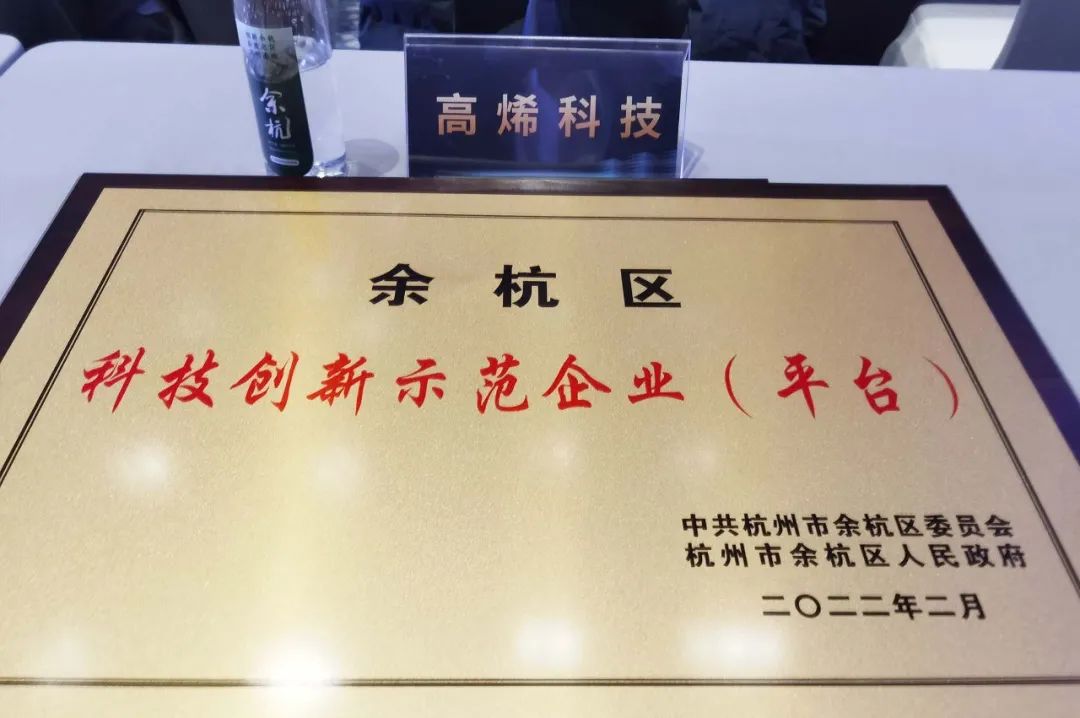 余杭
高烯科技
余杭区
科技创新示范企业（平台）
中共杭州市余杭区委员会
杭州市余杭区人民政府
二〇二二年二月